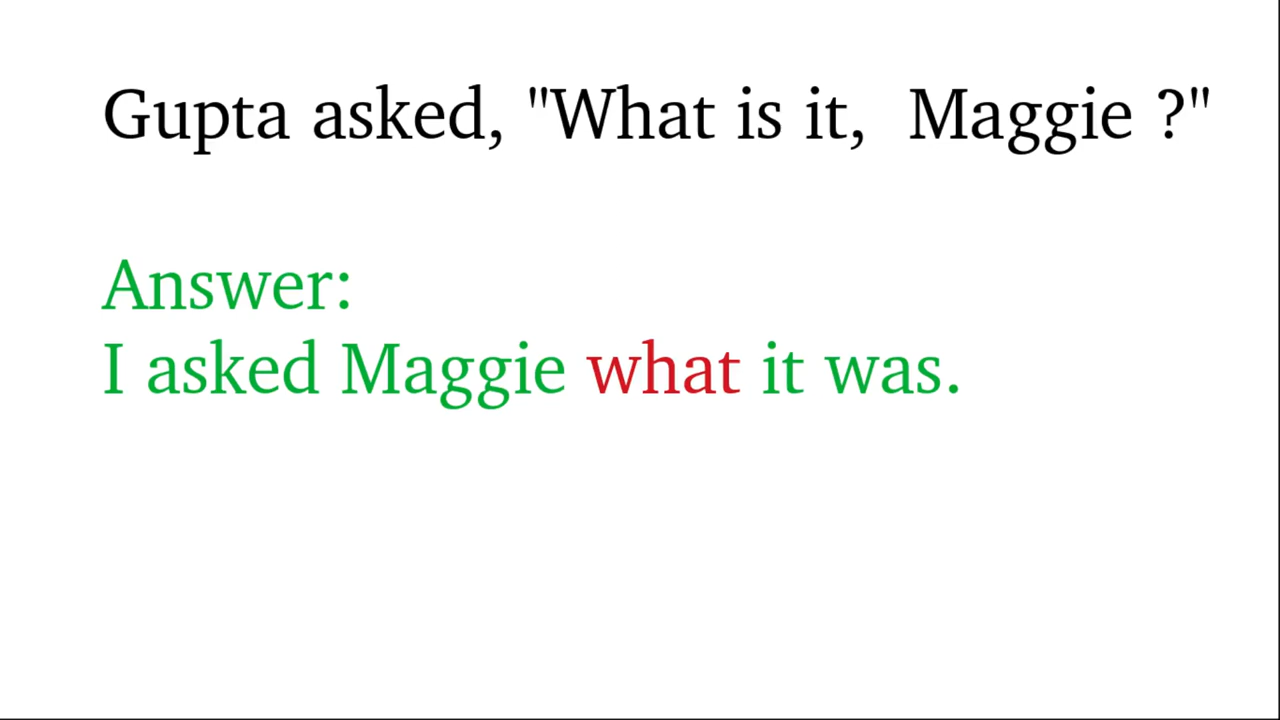 Gupta asked, "What is it,  Maggie ?"
Answer:
I asked Maggie what it was.